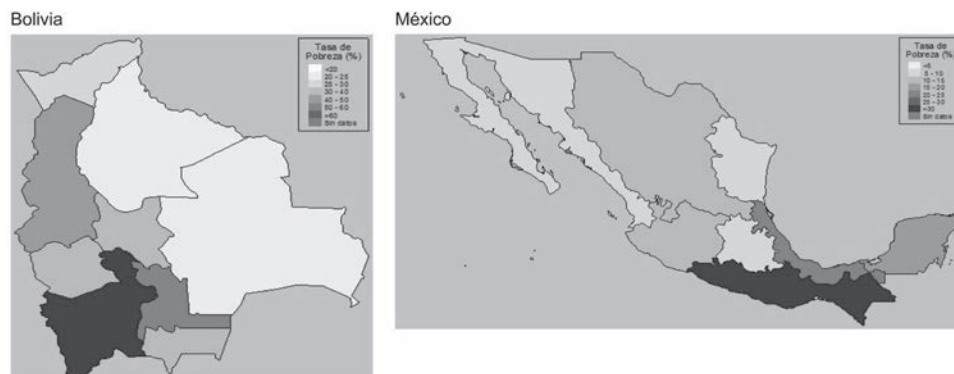 Bolivia
Tasa de
Pobreza (%)
<20
20 - 25
25 - 30
30 - 40
40 - 50
50 - 60
>60
Sin datos
México
Tasa de
Pobreza (%)
<5
5 - 10
10 - 15
15 - 20
20 - 25
25 - 30
>30
Sin datos